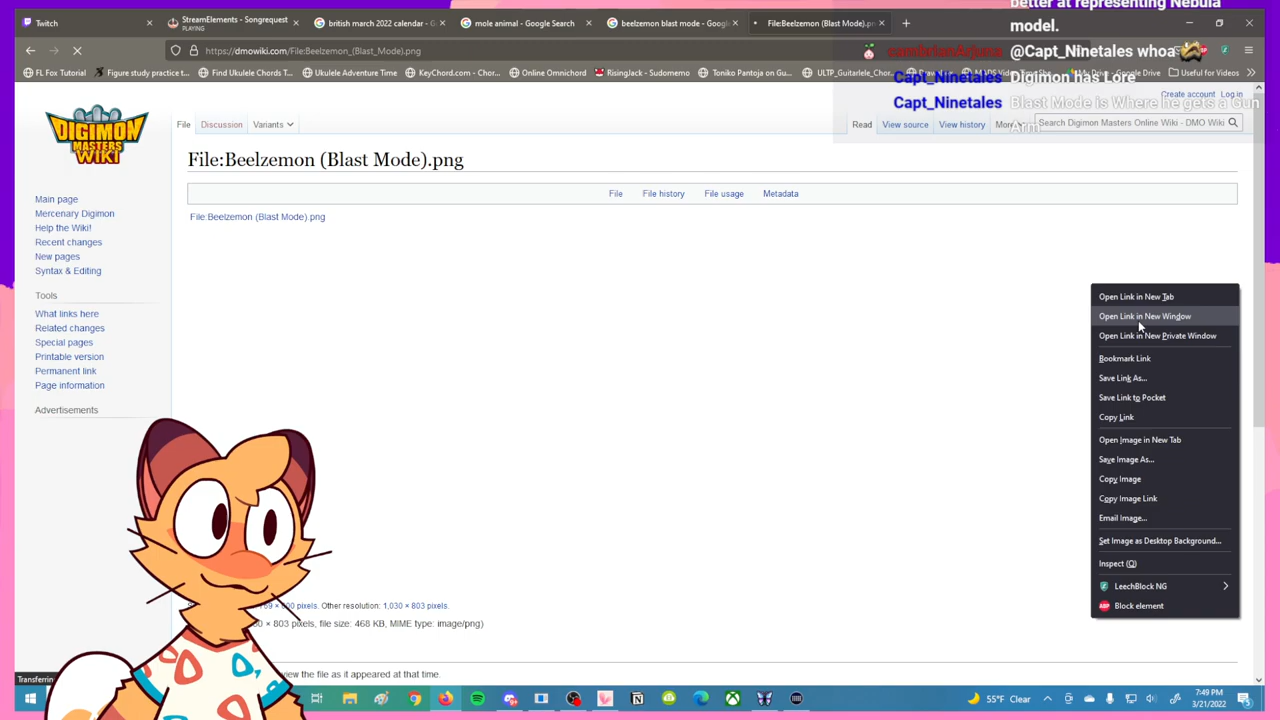 better at representing Nebula
model.
Twitch
StreamElements - Songrequest
PLAYING
british march 2022 calendar - G
mole animal - Google Search
beelzemon blast mode - Google
File:Beelzemon (Blast Mode).pn
https://dmowiki.com/File:Beelzemon_(Blast_Mode).png
@Capt_Ninetales whoa
FL Fox Tutorial
Figure study practice t...
Find Ukulele Chords T...
Ukulele Adventure Time
KeyChord.com - Chor...
Online Omnichord
RisingJack - Sudomemo
Toniko Pantoja on Gu...
ULTP_Guitarlele_Chor...
Useful for Videos
Capt_Ninetales Digimon has Lore
Capt_Ninetales Blast Mode is Where he gets a Gun
Arm
DIGIMON
MASTERS
WIKI
Create account Log in
File Discussion Variants
Read View source View history More
Search Digimon Masters Online Wiki - DMO Wiki
File:Beelzemon (Blast Mode).png
File File history File usage Metadata
File:Beelzemon (Blast Mode).png
Main page
Mercenary Digimon
Help the Wiki!
Recent changes
New pages
Syntax & Editing
Tools
What links here
Related changes
Special pages
Printable version
Permanent link
Page information
Advertisements
Open Link in New Tab
Open Link in New Window
Open Link in New Private Window
Bookmark Link
Save Link As...
Save Link to Pocket
Copy Link
Open Image in New Tab
Save Image As...
Copy Image
Copy Image Link
Email Image...
Set Image as Desktop Background...
Inspect (Q)
LeechBlock NG
Block element
pixels. Other resolution: 1,030 × 803 pixels.
× 803 pixels, file size: 468 KB, MIME type: image/png)
view the file as it appeared at that time.
Transferring
55°F Clear
7:49 PM
3/21/2022